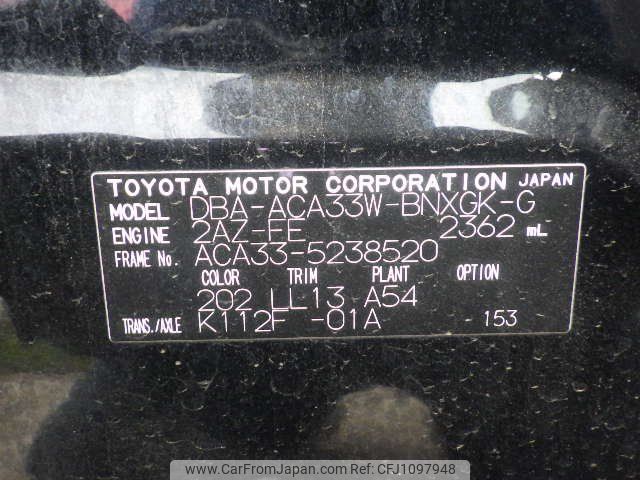 TOYOTA MOTOR CORPORATION JAPAN
MODEL DBA-ACA33W-BNXGK-G
ENGINE 2AZ-FE 2362 mL
FRAME No. ACA33-5238520
COLOR TRIM PLANT OPTION
202 LL13 A54
TRANS./AXLE K112F -01A 153
www.CarFromJapan.com Ref: CFJ1097948